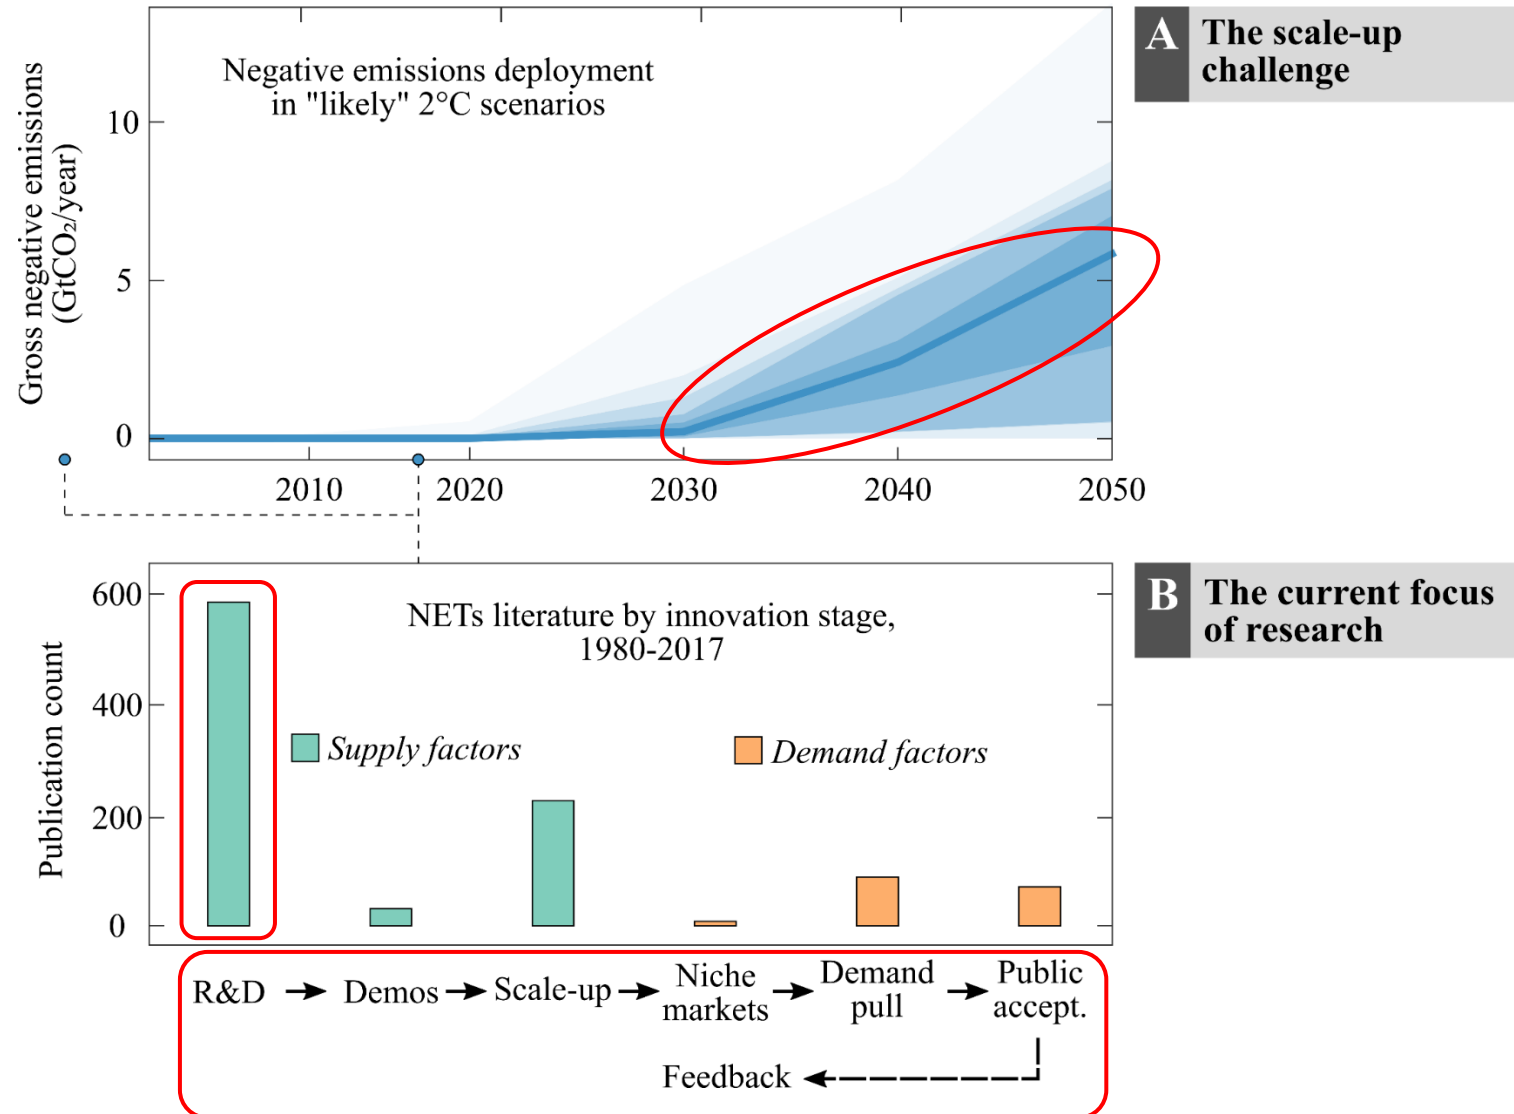 A
The scale-up
challenge
Negative emissions deployment
in "likely" 2°C scenarios
Gross negative emissions
(GtCO₂/year)
10
5
0
2010
2020
2030
2040
2050
B
The current focus
of research
NETs literature by innovation stage,
1980-2017
Publication count
600
400
200
0
Supply factors
Demand factors
R&D
Demos
Scale-up
Niche
markets
Demand
pull
Public
accept.
Feedback